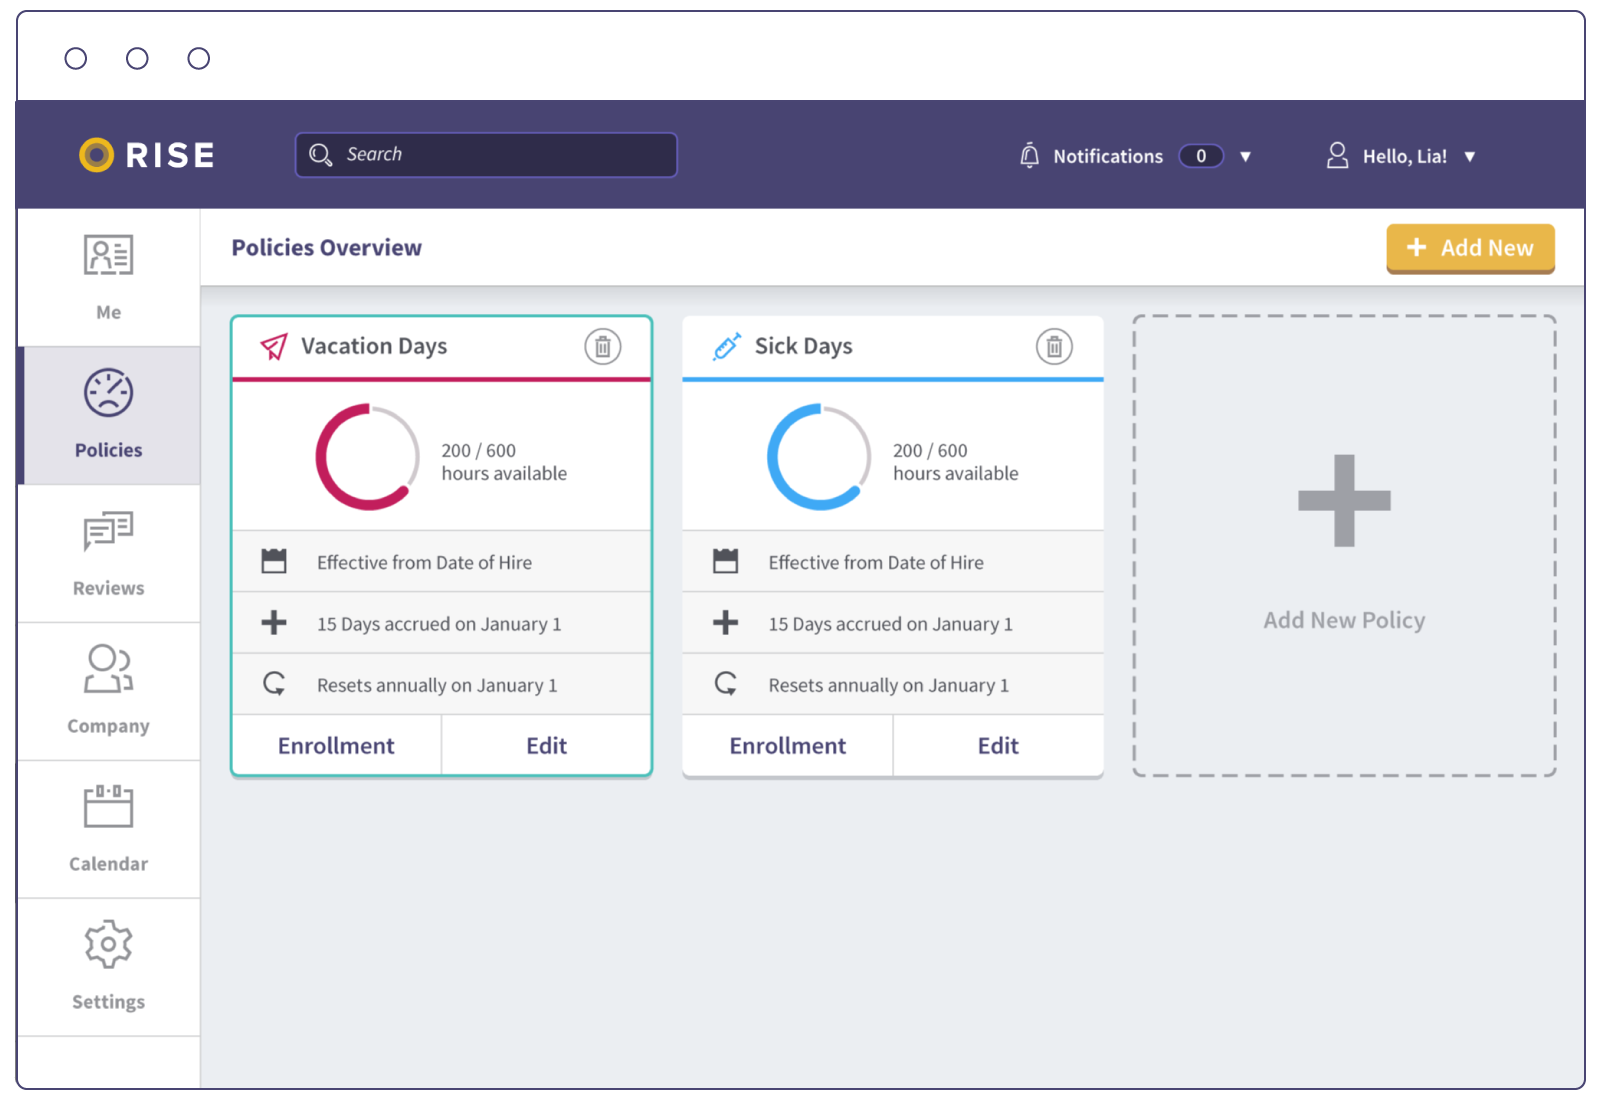 RISE
Search
Notifications 0 ▼
Hello, Lia! ▼
Me
Policies
Reviews
Company
Calendar
Settings
Policies Overview
+ Add New
Vacation Days
200 / 600
hours available
Effective from Date of Hire
15 Days accrued on January 1
Resets annually on January 1
Enrollment
Edit
Sick Days
200 / 600
hours available
Effective from Date of Hire
15 Days accrued on January 1
Resets annually on January 1
Enrollment
Edit
Add New Policy